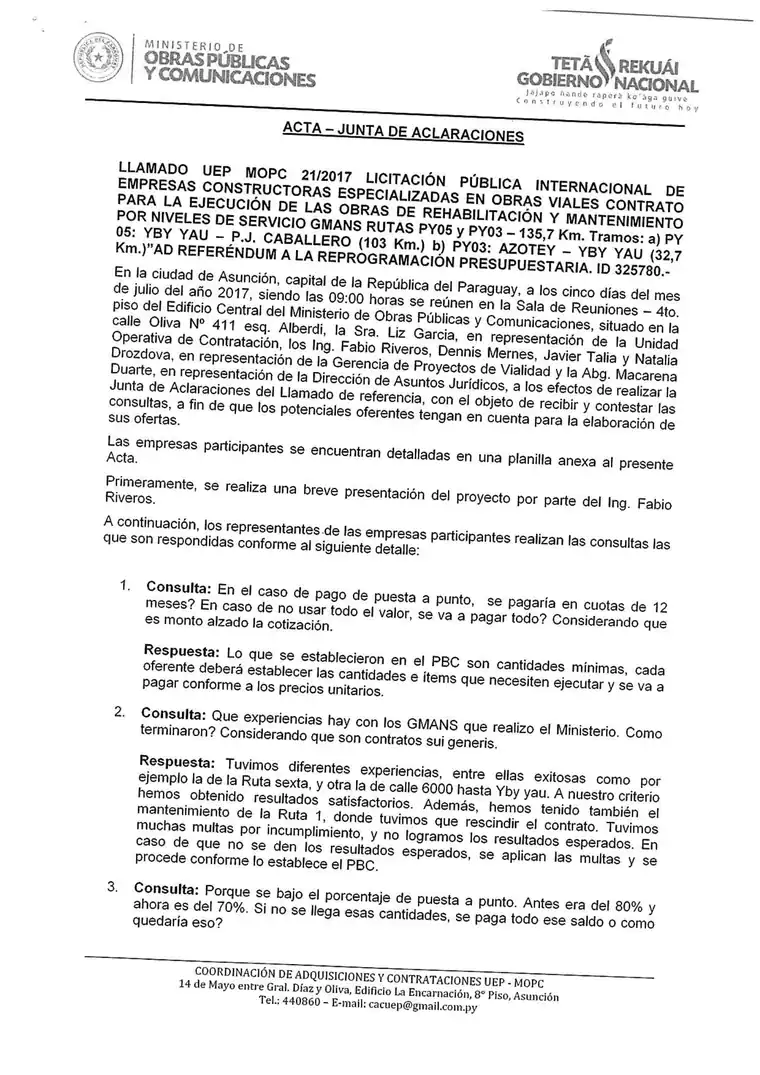 MINISTERIO DE
OBRAS PÚBLICAS
Y COMUNICACIONES
TETÃ REKUÁI
GOBIERNO NACIONAL
Jajapo ñande raperã ko'ãga guive
Construyendo el futuro hoy
ACTA – JUNTA DE ACLARACIONES
LLAMADO UEP MOPC 21/2017 LICITACIÓN PÚBLICA INTERNACIONAL DE
EMPRESAS CONSTRUCTORAS ESPECIALIZADAS EN OBRAS VIALES CONTRATO
PARA LA EJECUCIÓN DE LAS OBRAS DE REHABILITACIÓN Y MANTENIMIENTO
POR NIVELES DE SERVICIO GMANS RUTAS PY05 y PY03 – 135,7 Km. Tramos: a) PY
05: YBY YAU – P.J. CABALLERO (103 Km.) b) PY03: AZOTEY – YBY YAU (32,7
Km.)"AD REFERÉNDUM A LA REPROGRAMACIÓN PRESUPUESTARIA. ID 325780.-
En la ciudad de Asunción, capital de la República del Paraguay, a los cinco días del mes
de julio del año 2017, siendo las 09:00 horas se reúnen en la Sala de Reuniones – 4to.
piso del Edificio Central del Ministerio de Obras Públicas y Comunicaciones, situado en la
calle Oliva Nº 411 esq. Alberdi, la Sra. Liz Garcia, en representación de la Unidad
Operativa de Contratación, los Ing. Fabio Riveros, Dennis Mernes, Javier Talia y Natalia
Drozdova, en representación de la Gerencia de Proyectos de Vialidad y la Abg. Macarena
Duarte, en representación de la Dirección de Asuntos Jurídicos, a los efectos de realizar la
Junta de Aclaraciones del Llamado de referencia, con el objeto de recibir y contestar las
consultas, a fin de que los potenciales oferentes tengan en cuenta para la elaboración de
sus ofertas.
Las empresas participantes se encuentran detalladas en una planilla anexa al presente
Acta.
Primeramente, se realiza una breve presentación del proyecto por parte del Ing. Fabio
Riveros.
A continuación, los representantes de las empresas participantes realizan las consultas las
que son respondidas conforme al siguiente detalle:
1. Consulta: En el caso de pago de puesta a punto, se pagaría en cuotas de 12
meses? En caso de no usar todo el valor, se va a pagar todo? Considerando que
es monto alzado la cotización.
Respuesta: Lo que se establecieron en el PBC son cantidades mínimas, cada
oferente deberá establecer las cantidades e ítems que necesiten ejecutar y se va a
pagar conforme a los precios unitarios.
2. Consulta: Que experiencias hay con los GMANS que realizo el Ministerio. Como
terminaron? Considerando que son contratos sui generis.
Respuesta: Tuvimos diferentes experiencias, entre ellas exitosas como por
ejemplo la de la Ruta sexta, y otra la de calle 6000 hasta Yby yau. A nuestro criterio
hemos obtenido resultados satisfactorios. Además, hemos tenido también el
mantenimiento de la Ruta 1, donde tuvimos que rescindir el contrato. Tuvimos
muchas multas por incumplimiento, y no logramos los resultados esperados. En
caso de que no se den los resultados esperados, se aplican las multas y se
procede conforme lo establece el PBC.
3. Consulta: Porque se bajo el porcentaje de puesta a punto. Antes era del 80% y
ahora es del 70%. Si no se llega esas cantidades, se paga todo ese saldo o como
quedaría eso?
COORDINACIÓN DE ADQUISICIONES Y CONTRATACIONES UEP - MOPC
14 de Mayo entre Gral. Díaz y Oliva, Edificio La Encarnación, 8º Piso, Asunción
Tel.: 440860 – E-mail: cacuep@gmail.com.py